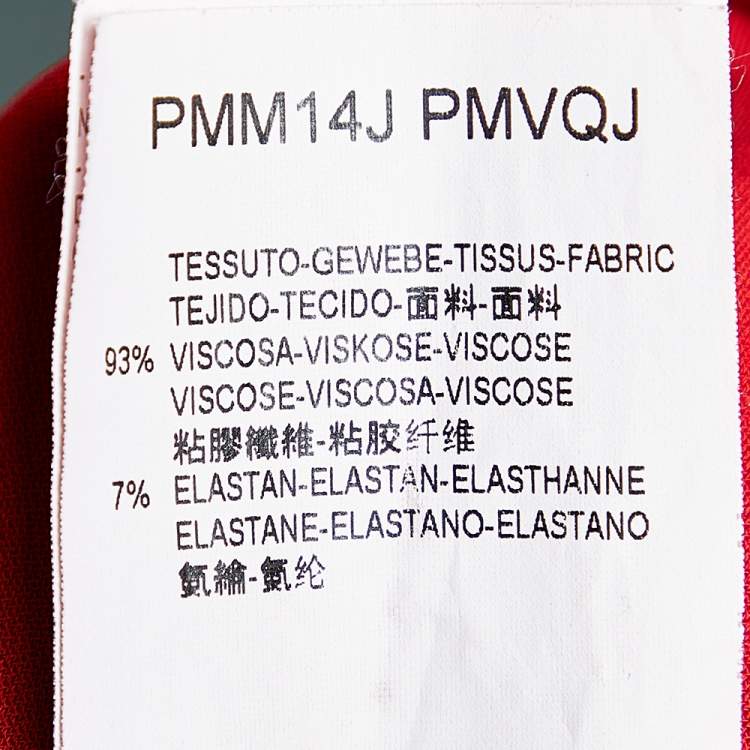 PMM14J PMVQJ
TESSUTO-GEWEBE-TISSUS-FABRIC
TEJIDO-TECIDO-面料-面料
93% VISCOSA-VISKOSE-VISCOSE
VISCOSE-VISCOSA-VISCOSE
粘膠纖維-粘胶纤维
7% ELASTAN-ELASTAN-ELASTHANNE
ELASTANE-ELASTANO-ELASTANO
氨綸-氨纶